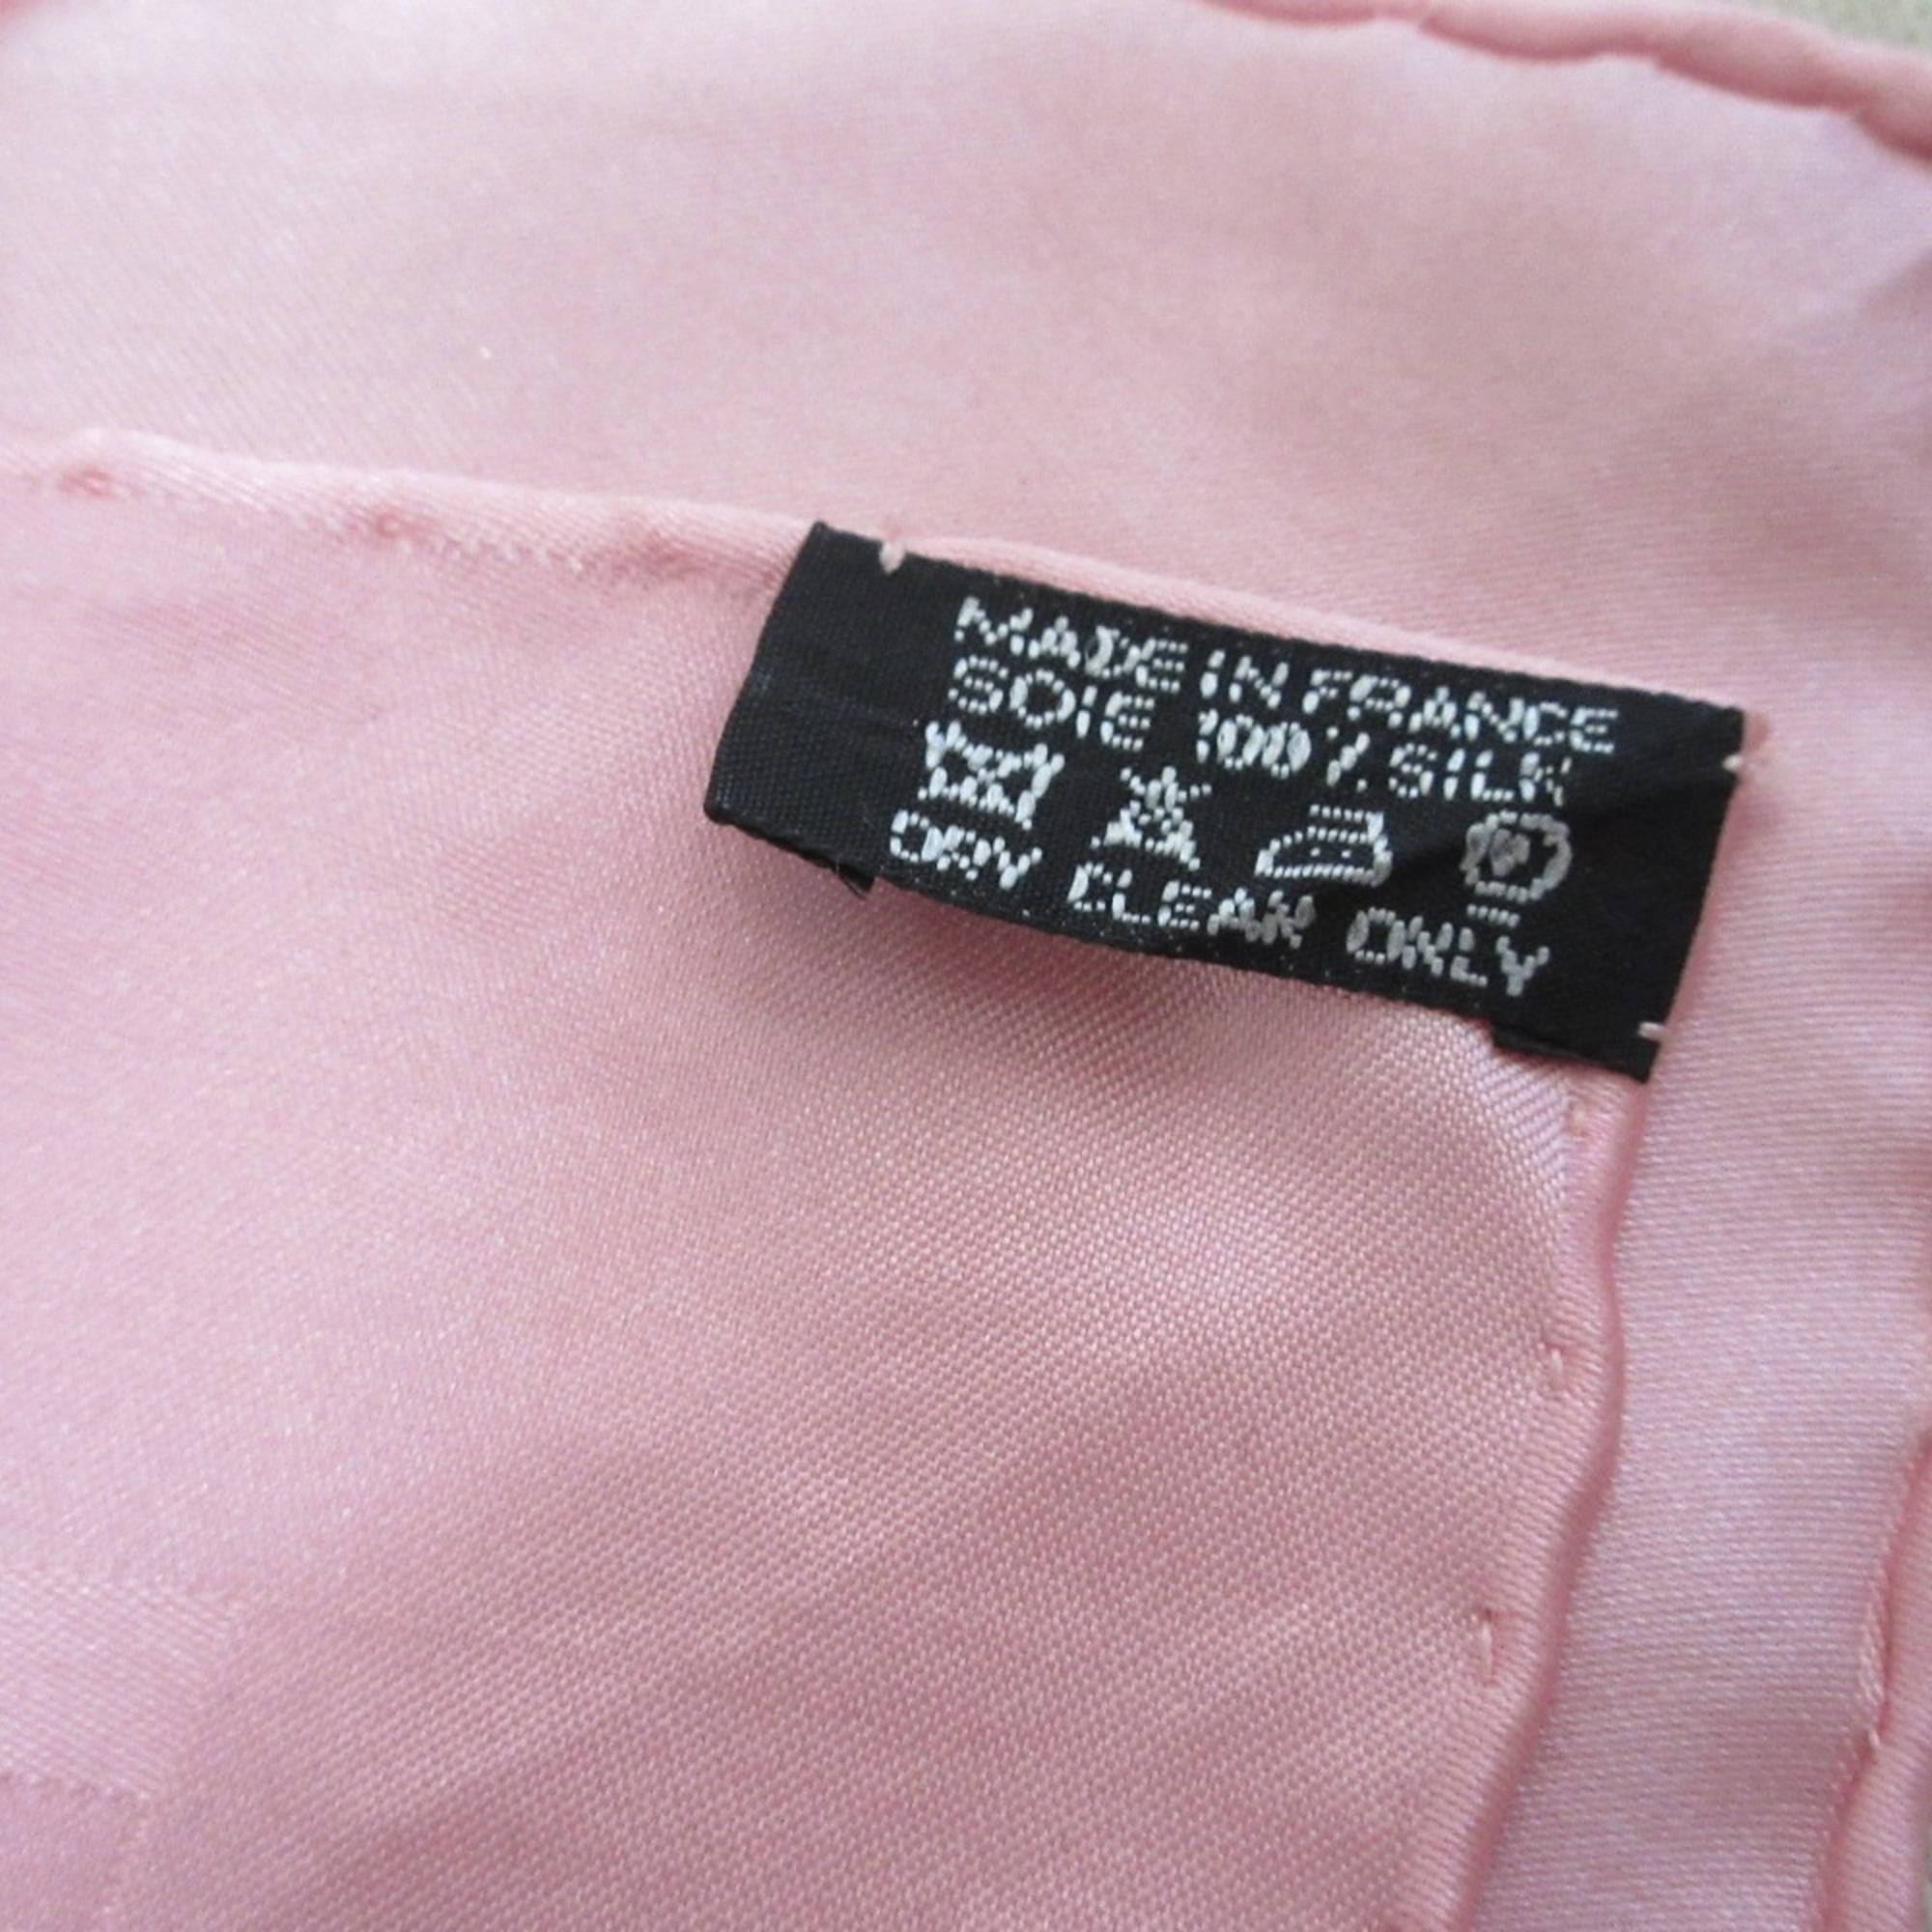 MADE IN FRANCE
SOIE 100% SILK
P
DRY CLEAN ONLY